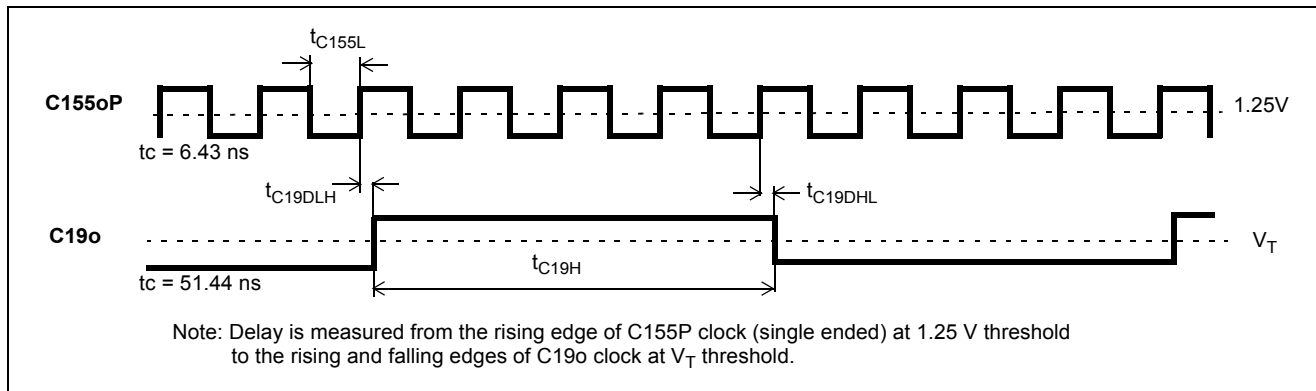 tC155L
C155oP
1.25V
tc = 6.43 ns
tC19DLH
tC19DHL
C19o
VT
tC19H
tc = 51.44 ns
Note: Delay is measured from the rising edge of C155P clock (single ended) at 1.25 V threshold
to the rising and falling edges of C19o clock at VT threshold.